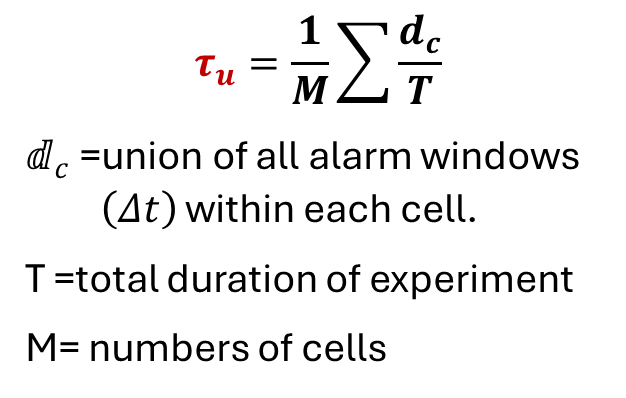 τᵤ = 1/M ∑ d_c/T
ⅆ_c =union of all alarm windows
(Δt) within each cell.
T =total duration of experiment
M= numbers of cells